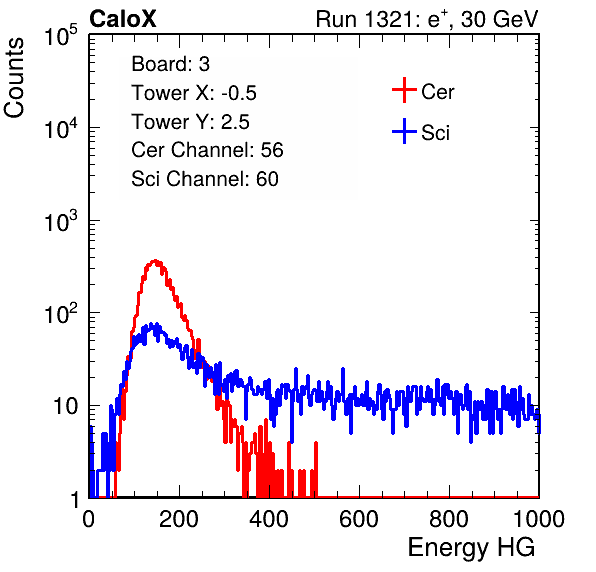 CaloX Run 1321: e⁺, 30 GeV
Counts
10⁵
10⁴
10³
10²
10
1
Board: 3
Tower X: -0.5
Tower Y: 2.5
Cer Channel: 56
Sci Channel: 60
Cer
Sci
0 200 400 600 800 1000
Energy HG